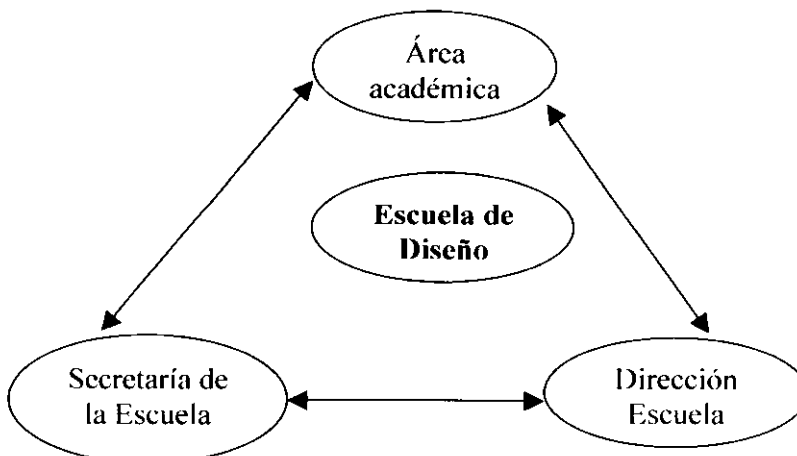 Área
académica
Escuela de
Diseño
Secretaría de
la Escuela
Dirección
Escuela